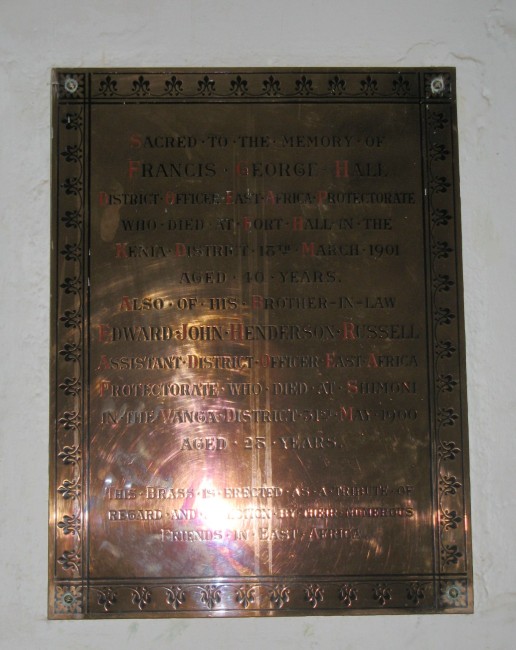 SACRED · TO · THE · MEMORY · OF
FRANCIS · GEORGE · HALL
DISTRICT · OFFICER · EAST · AFRICA · PROTECTORATE
WHO · DIED · AT · FORT · HALL · IN · THE
KENIA · DISTRICT · 18TH · MARCH · 1901
AGED · 40 · YEARS.
ALSO · OF · HIS · BROTHER-IN-LAW
EDWARD · JOHN · HENDERSON · RUSSELL
ASSISTANT · DISTRICT · OFFICER · EAST · AFRICA
PROTECTORATE · WHO · DIED · AT · SHIMONI
IN · THE · VANGA · DISTRICT · 31ST · MAY · 1900
AGED · 25 · YEARS.
THIS · BRASS · IS · ERECTED · AS · A · TRIBUTE · OF
REGARD · AND · AFFECTION · BY · THEIR · NUMEROUS
FRIENDS · IN · EAST · AFRICA